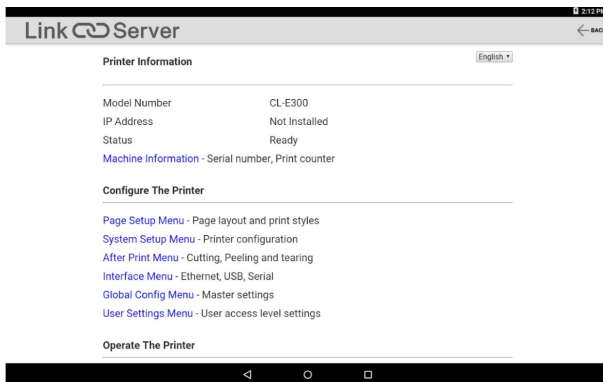 2:12 PM
Link Server
BACK
Printer Information
English
Model Number CL-E300
IP Address Not Installed
Status Ready
Machine Information - Serial number, Print counter
Configure The Printer
Page Setup Menu - Page layout and print styles
System Setup Menu - Printer configuration
After Print Menu - Cutting, Peeling and tearing
Interface Menu - Ethernet, USB, Serial
Global Config Menu - Master settings
User Settings Menu - User access level settings
Operate The Printer